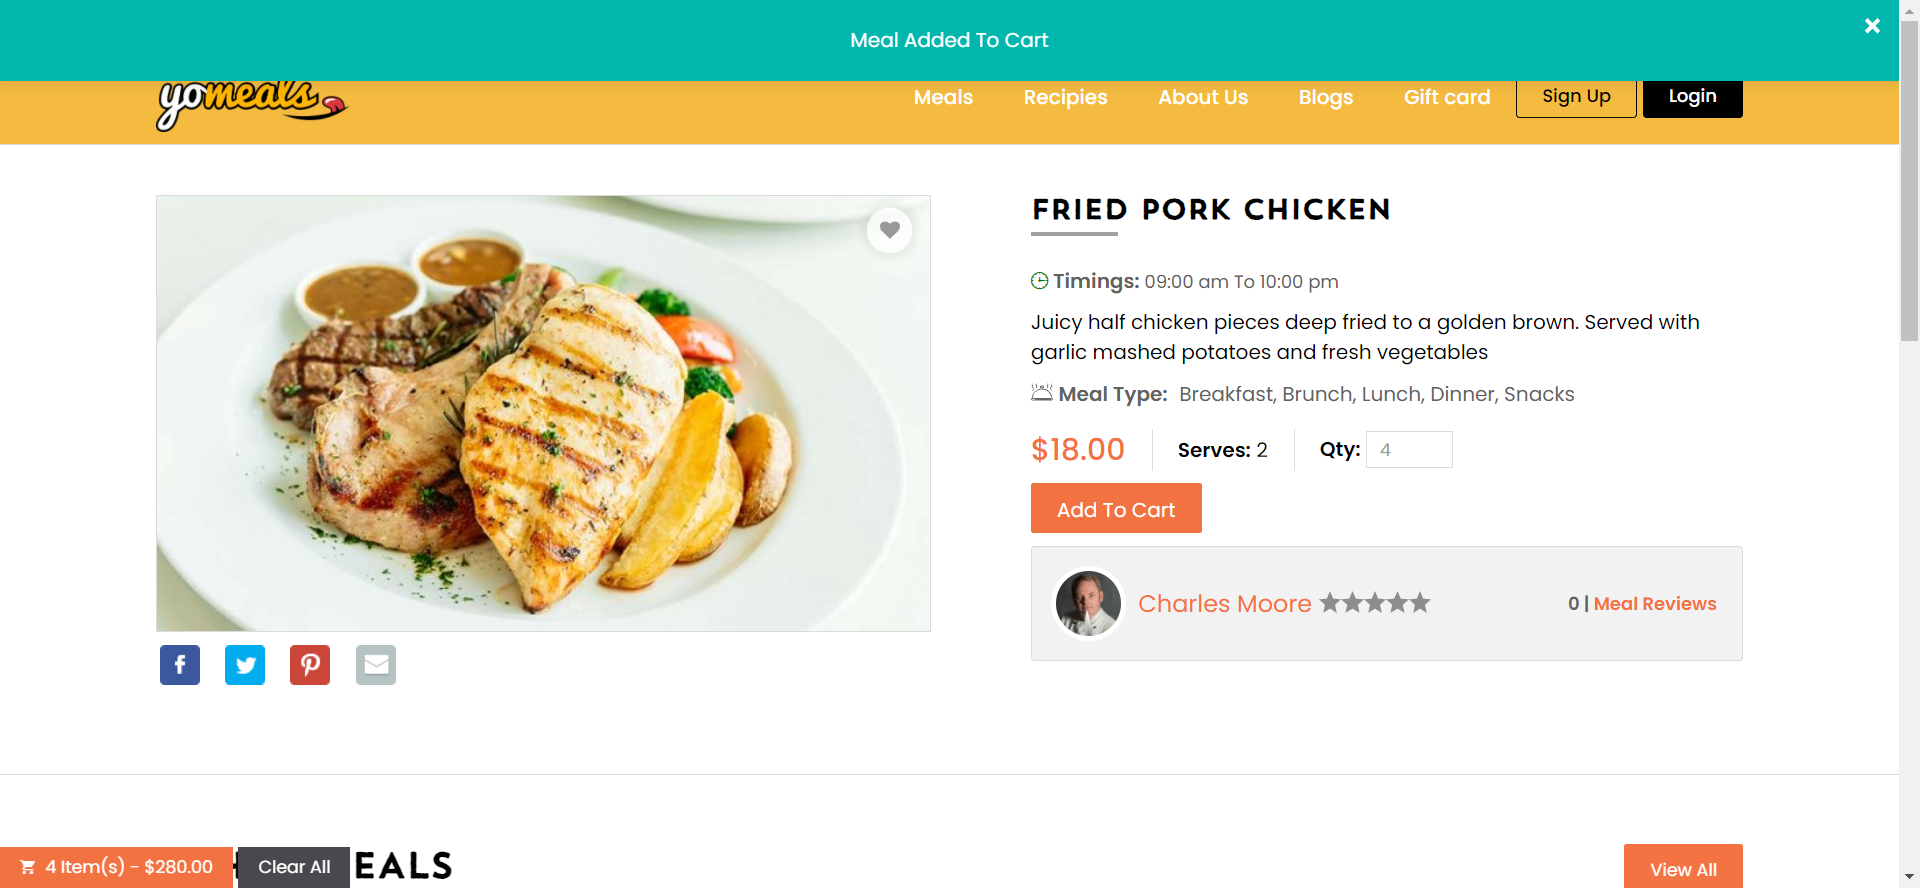 Meal Added To Cart
yomeals
Meals
Recipies
About Us
Blogs
Gift card
Sign Up
Login
FRIED PORK CHICKEN
Timings: 09:00 am To 10:00 pm
Juicy half chicken pieces deep fried to a golden brown. Served with
garlic mashed potatoes and fresh vegetables
Meal Type: Breakfast, Brunch, Lunch, Dinner, Snacks
$18.00
Serves: 2
Qty: 4
Add To Cart
Charles Moore
0 | Meal Reviews
4 Item(s) - $280.00
Clear All
EALS
View All